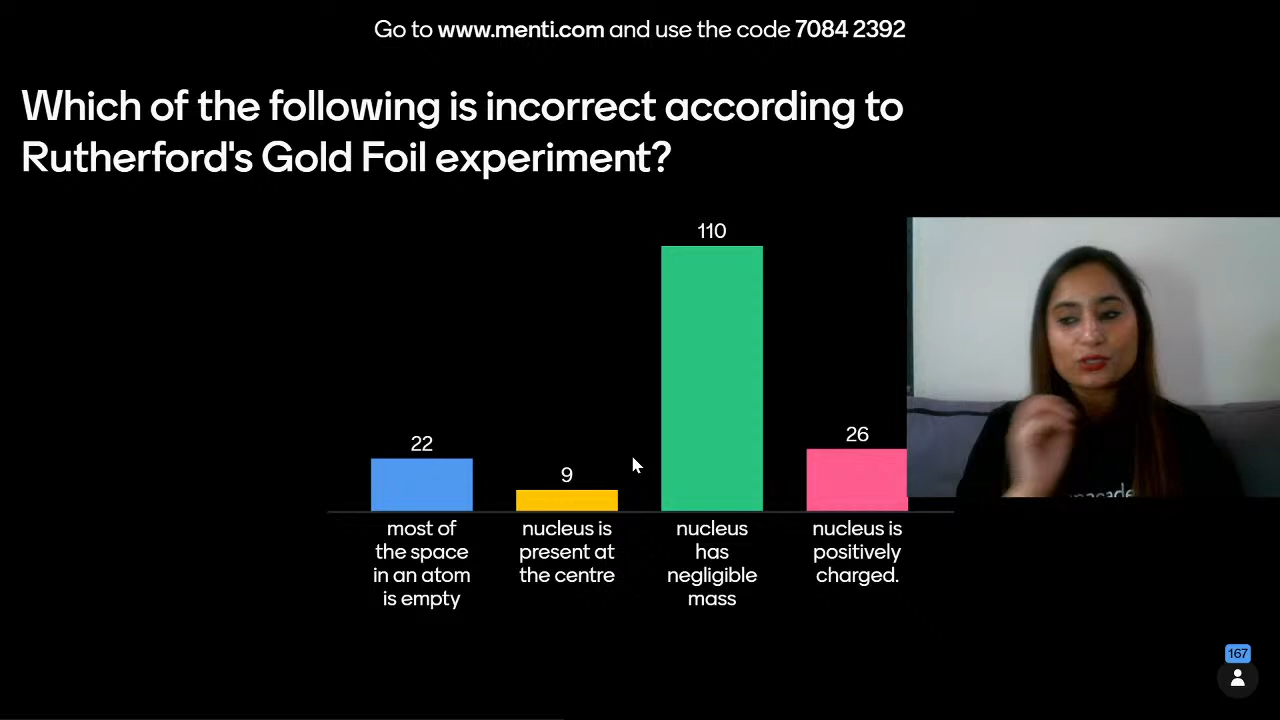 Go to www.menti.com and use the code 7084 2392
Which of the following is incorrect according to
Rutherford's Gold Foil experiment?
110
22
9
26
most of
the space
in an atom
is empty
nucleus is
present at
the centre
nucleus
has
negligible
mass
nucleus is
positively
charged.
167